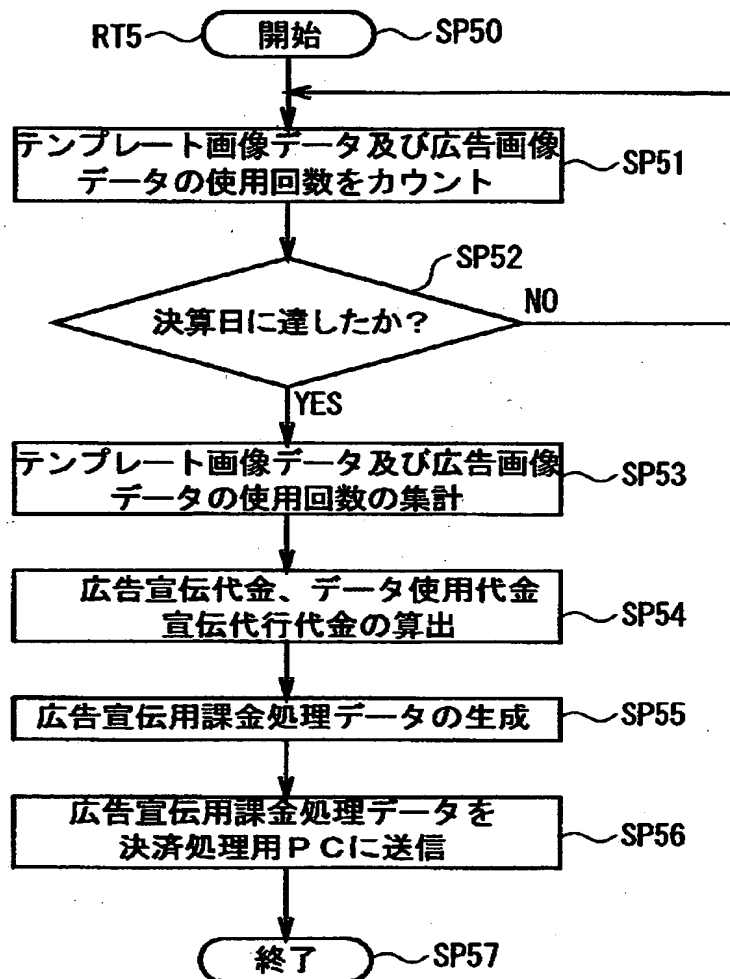 RT5 開始 SP50
テンプレート画像データ及び広告画像
データの使用回数をカウント
SP51
SP52
決算日に達したか?
NO
YES
テンプレート画像データ及び広告画像
データの使用回数の集計
SP53
広告宣伝代金、データ使用代金
宣伝代行代金の算出
SP54
広告宣伝用課金処理データの生成 SP55
広告宣伝用課金処理データを
決済処理用PCに送信
SP56
終了 SP57